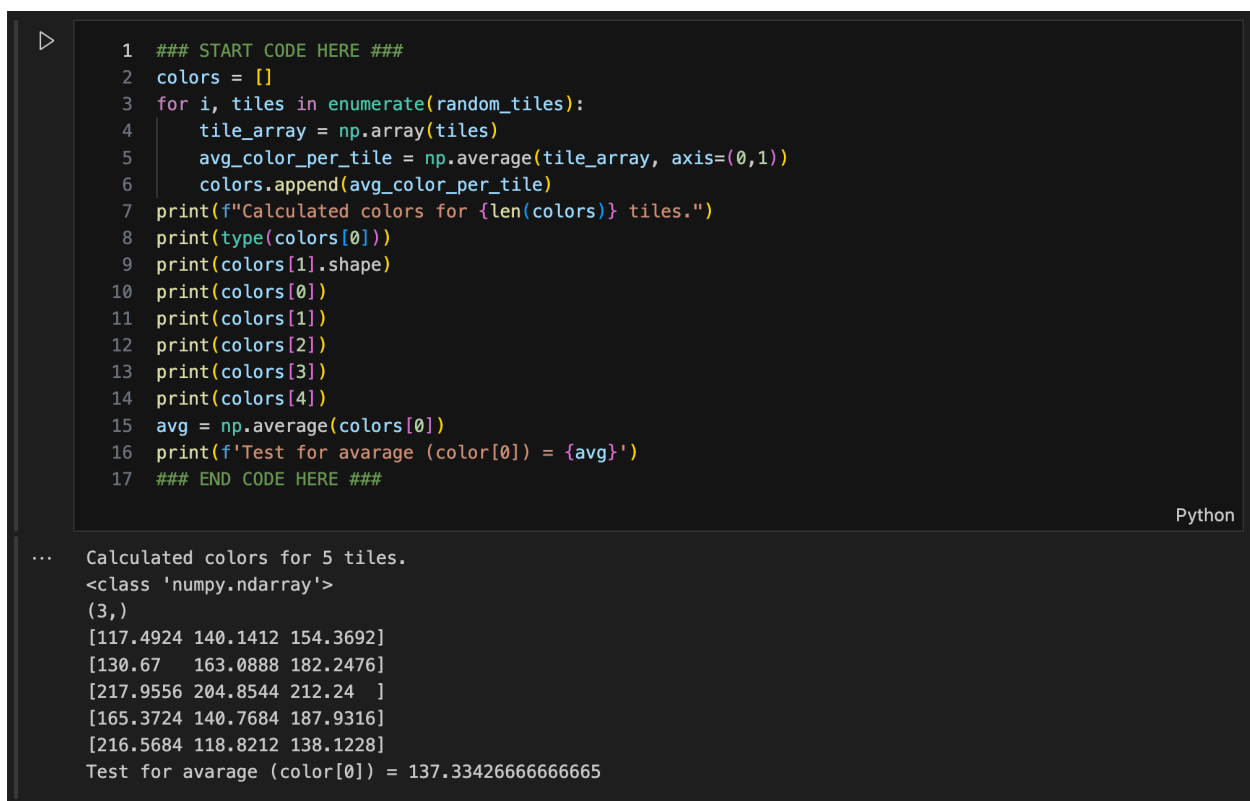 1 ### START CODE HERE ###
2 colors = []
3 for i, tiles in enumerate(random_tiles):
4     tile_array = np.array(tiles)
5     avg_color_per_tile = np.average(tile_array, axis=(0,1))
6     colors.append(avg_color_per_tile)
7 print(f"Calculated colors for {len(colors)} tiles.")
8 print(type(colors[0]))
9 print(colors[1].shape)
10 print(colors[0])
11 print(colors[1])
12 print(colors[2])
13 print(colors[3])
14 print(colors[4])
15 avg = np.average(colors[0])
16 print(f'Test for avarage (color[0]) = {avg}')
17 ### END CODE HERE ###
Python
... Calculated colors for 5 tiles.
<class 'numpy.ndarray'>
(3,)
[117.4924 140.1412 154.3692]
[130.67   163.0888 182.2476]
[217.9556 204.8544 212.24  ]
[165.3724 140.7684 187.9316]
[216.5684 118.8212 138.1228]
Test for avarage (color[0]) = 137.33426666666665